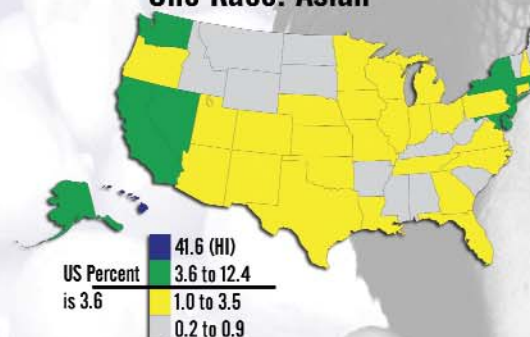 One Race: Asian
41.6 (HI)
US Percent 3.6 to 12.4
is 3.6 1.0 to 3.5
0.2 to 0.9